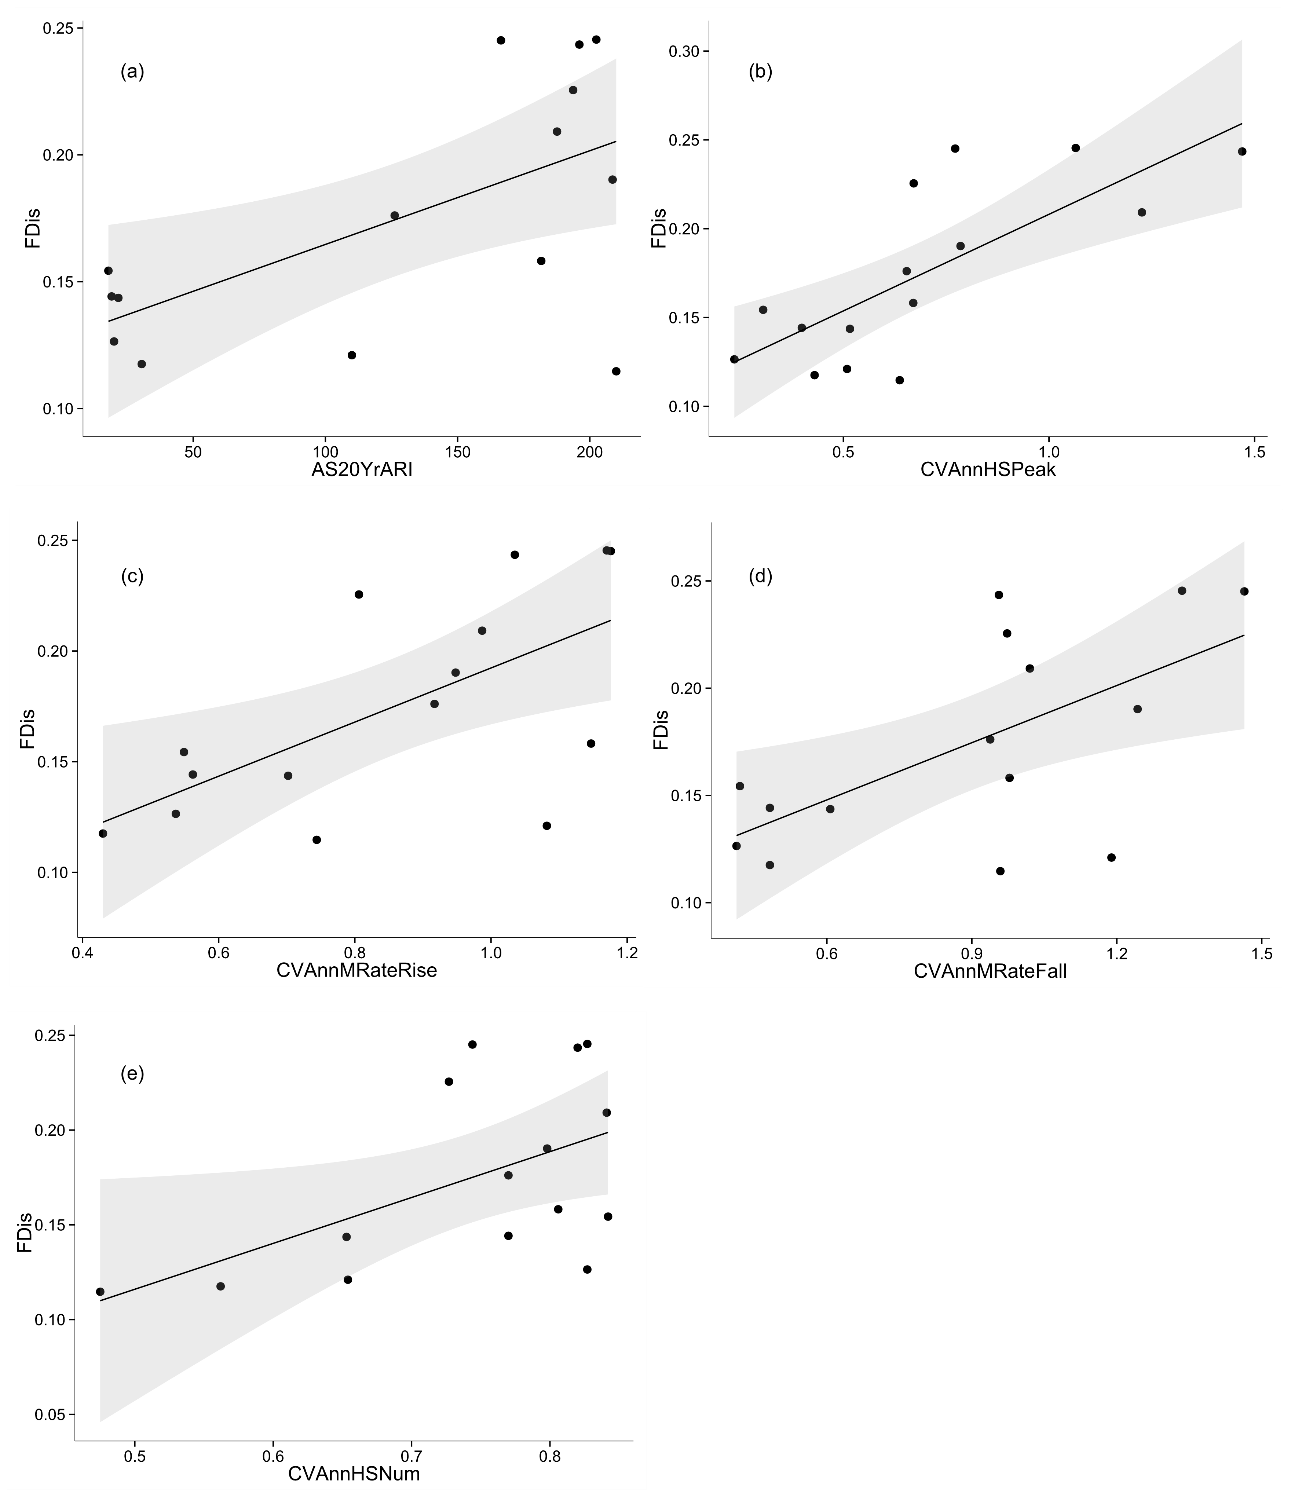 (a)
FDis
0.25
0.20
0.15
0.10
50 100 150 200
AS20YrARI
(b)
FDis
0.30
0.25
0.20
0.15
0.10
0.5 1.0 1.5
CVAnnHSPeak
(c)
FDis
0.25
0.20
0.15
0.10
0.4 0.6 0.8 1.0 1.2
CVAnnMRateRise
(d)
FDis
0.25
0.20
0.15
0.10
0.6 0.9 1.2 1.5
CVAnnMRateFall
(e)
FDis
0.25
0.20
0.15
0.10
0.05
0.5 0.6 0.7 0.8
CVAnnHSNum